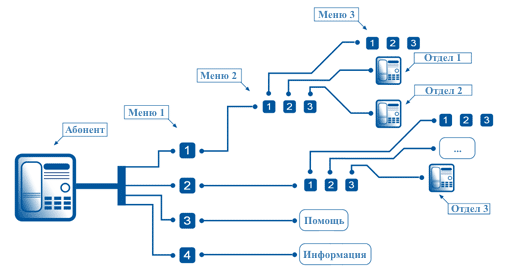 Меню 3
1 2 3
Отдел 1
Меню 2
1 2 3
Отдел 2
Меню 1
1 2 3
Абонент
1
...
2
1 2 3
Отдел 3
3
Помощь
4
Информация